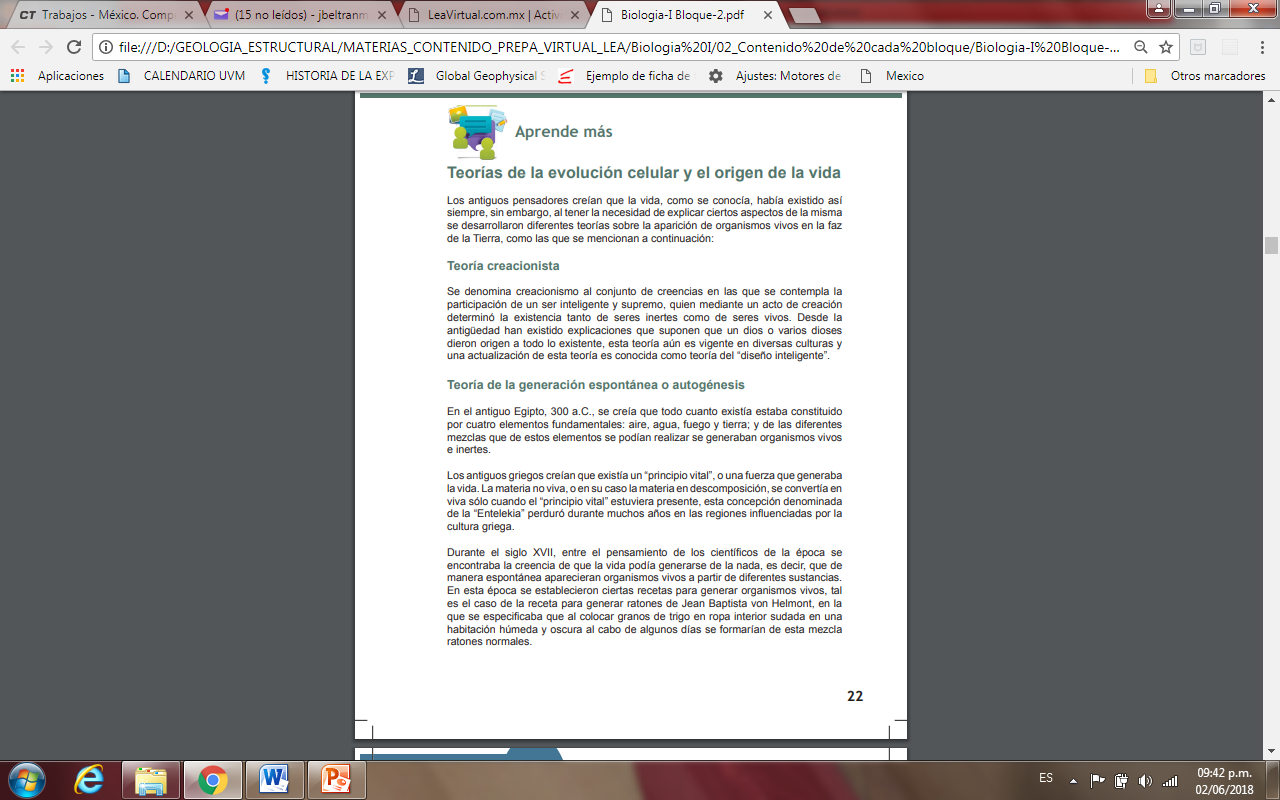 CT Trabajos - México. Comp
(15 no leídos) - jbeltranm
LeaVirtual.com.mx | Activ
Biologia-I Bloque-2.pdf
file:///D:/GEOLOGIA_ESTRUCTURAL/MATERIAS_CONTENIDO_PREPA_VIRTUAL_LEA/Biologia%20I/02_Contenido%20de%20cada%20bloque/Biologia-I%20Bloque-...
Aplicaciones
CALENDARIO UVM
HISTORIA DE LA EXP
Global Geophysical S
Ejemplo de ficha de
Ajustes: Motores de
Mexico
Otros marcadores
Aprende más
Teorías de la evolución celular y el origen de la vida
Los antiguos pensadores creían que la vida, como se conocía, había existido así
siempre, sin embargo, al tener la necesidad de explicar ciertos aspectos de la misma
se desarrollaron diferentes teorías sobre la aparición de organismos vivos en la faz
de la Tierra, como las que se mencionan a continuación:
Teoría creacionista
Se denomina creacionismo al conjunto de creencias en las que se contempla la
participación de un ser inteligente y supremo, quien mediante un acto de creación
determinó la existencia tanto de seres inertes como de seres vivos. Desde la
antigüedad han existido explicaciones que suponen que un dios o varios dioses
dieron origen a todo lo existente, esta teoría aún es vigente en diversas culturas y
una actualización de esta teoría es conocida como teoría del “diseño inteligente”.
Teoría de la generación espontánea o autogénesis
En el antiguo Egipto, 300 a.C., se creía que todo cuanto existía estaba constituido
por cuatro elementos fundamentales: aire, agua, fuego y tierra; y de las diferentes
mezclas que de estos elementos se podían realizar se generaban organismos vivos
e inertes.
Los antiguos griegos creían que existía un “principio vital”, o una fuerza que generaba
la vida. La materia no viva, o en su caso la materia en descomposición, se convertía en
viva sólo cuando el “principio vital” estuviera presente, esta concepción denominada
de la “Entelekia” perduró durante muchos años en las regiones influenciadas por la
cultura griega.
Durante el siglo XVII, entre el pensamiento de los científicos de la época se
encontraba la creencia de que la vida podía generarse de la nada, es decir, que de
manera espontánea aparecieran organismos vivos a partir de diferentes sustancias.
En esta época se establecieron ciertas recetas para generar organismos vivos, tal
es el caso de la receta para generar ratones de Jean Baptista von Helmont, en la
que se especificaba que al colocar granos de trigo en ropa interior sudada en una
habitación húmeda y oscura al cabo de algunos días se formarían de esta mezcla
ratones normales.
22
ES
09:42 p.m.
02/06/2018